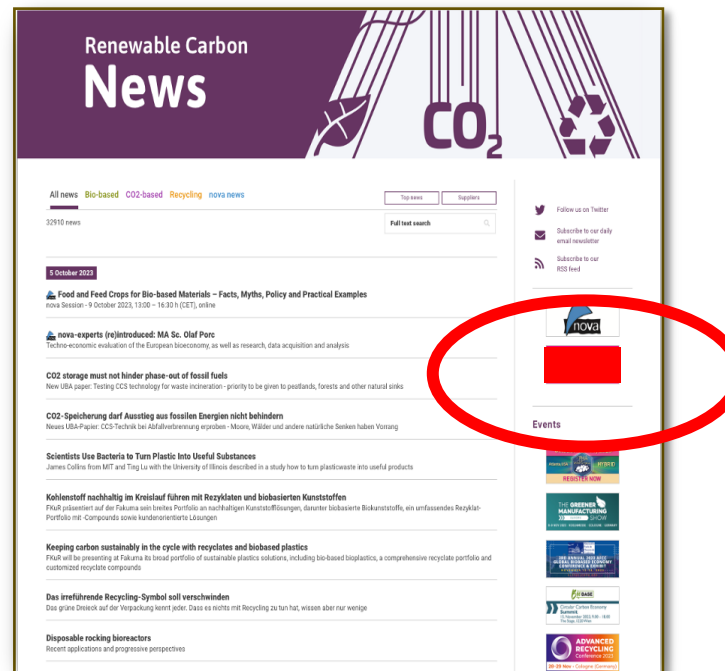 Renewable Carbon
News
CO2
All news Bio-based CO2-based Recycling nova news
Top news Suppliers
32910 news
Full text search
Follow us on Twitter
Subscribe to our daily
email newsletter
Subscribe to our
RSS feed
5 October 2023
Food and Feed Crops for Bio-based Materials – Facts, Myths, Policy and Practical Examples
nova Session - 9 October 2023, 13:00 – 16:30 h (CET), online
nova-experts (re)introduced: MA Sc. Olaf Porc
Techno-economic evaluation of the European bioeconomy, as well as research, data acquisition and analysis
CO2 storage must not hinder phase-out of fossil fuels
New UBA paper: Testing CCS technology for waste incineration - priority to be given to peatlands, forests and other natural sinks
CO2-Speicherung darf Ausstieg aus fossilen Energien nicht behindern
Neues UBA-Papier: CCS-Technik bei Abfallverbrennung erproben - Moore, Wälder und andere natürliche Senken haben Vorrang
Scientists Use Bacteria to Turn Plastic Into Useful Substances
James Collins from MIT and Ting Lu with the University of Illinois described in a study how to turn plasticwaste into useful products
Kohlenstoff nachhaltig im Kreislauf führen mit Rezyklaten und biobasierten Kunststoffen
FKuR präsentiert auf der Fakuma sein breites Portfolio an nachhaltigen Kunststofflösungen, darunter biobasierte Biokunststoffe, ein umfassendes Rezyklat-
Portfolio mit -Compounds sowie kundenorientierte Lösungen
Keeping carbon sustainably in the cycle with recyclates and biobased plastics
FKuR will be presenting at Fakuma its broad portfolio of sustainable plastics solutions, including bio-based bioplastics, a comprehensive recyclate portfolio and
customized recyclate compounds
Das irreführende Recycling-Symbol soll verschwinden
Das grüne Dreieck auf der Verpackung kennt jeder. Dass es nichts mit Recycling zu tun hat, wissen aber nur wenige
Disposable rocking bioreactors
Recent applications and progressive perspectives
nova
Events
HYBRID
REGISTER NOW
THE GREENER
MANUFACTURING
SHOW
3RD ANNUAL 2023 AFCC
GLOBAL BIOBASED ECONOMY
CONFERENCE & EXHIBIT
Circular Carbon Economy
Summit
ADVANCED
RECYCLING
Conference 2023
28-29 Nov - Cologne (Germany)